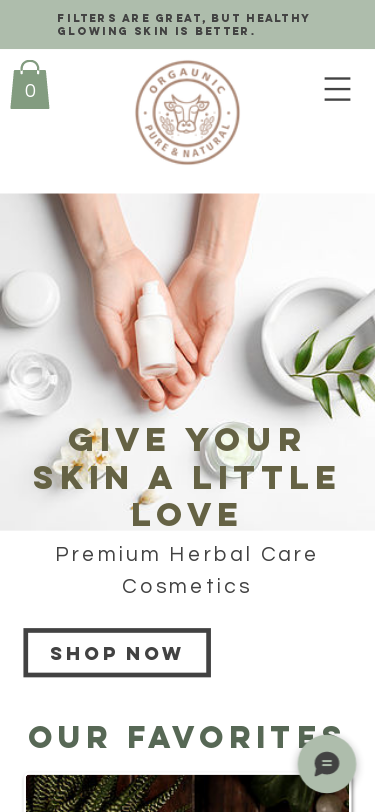 FILTERS ARE GREAT, BUT HEALTHY
GLOWING SKIN IS BETTER.
0
ORGAUNIC
PURE & NATURAL
GIVE YOUR
SKIN A LITTLE
LOVE
Premium Herbal Care
Cosmetics
SHOP NOW
OUR FAVORITES